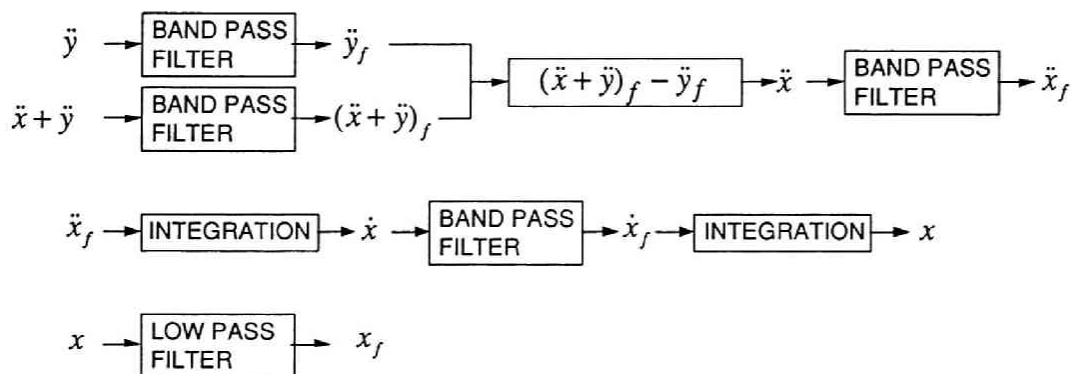 ÿ BAND PASS FILTER ÿ_f
ẍ + ÿ BAND PASS FILTER (ẍ + ÿ)_f
(ẍ + ÿ)_f − ÿ_f ẍ BAND PASS FILTER ẍ_f
ẍ_f INTEGRATION ẋ BAND PASS FILTER ẋ_f INTEGRATION x
x LOW PASS FILTER x_f